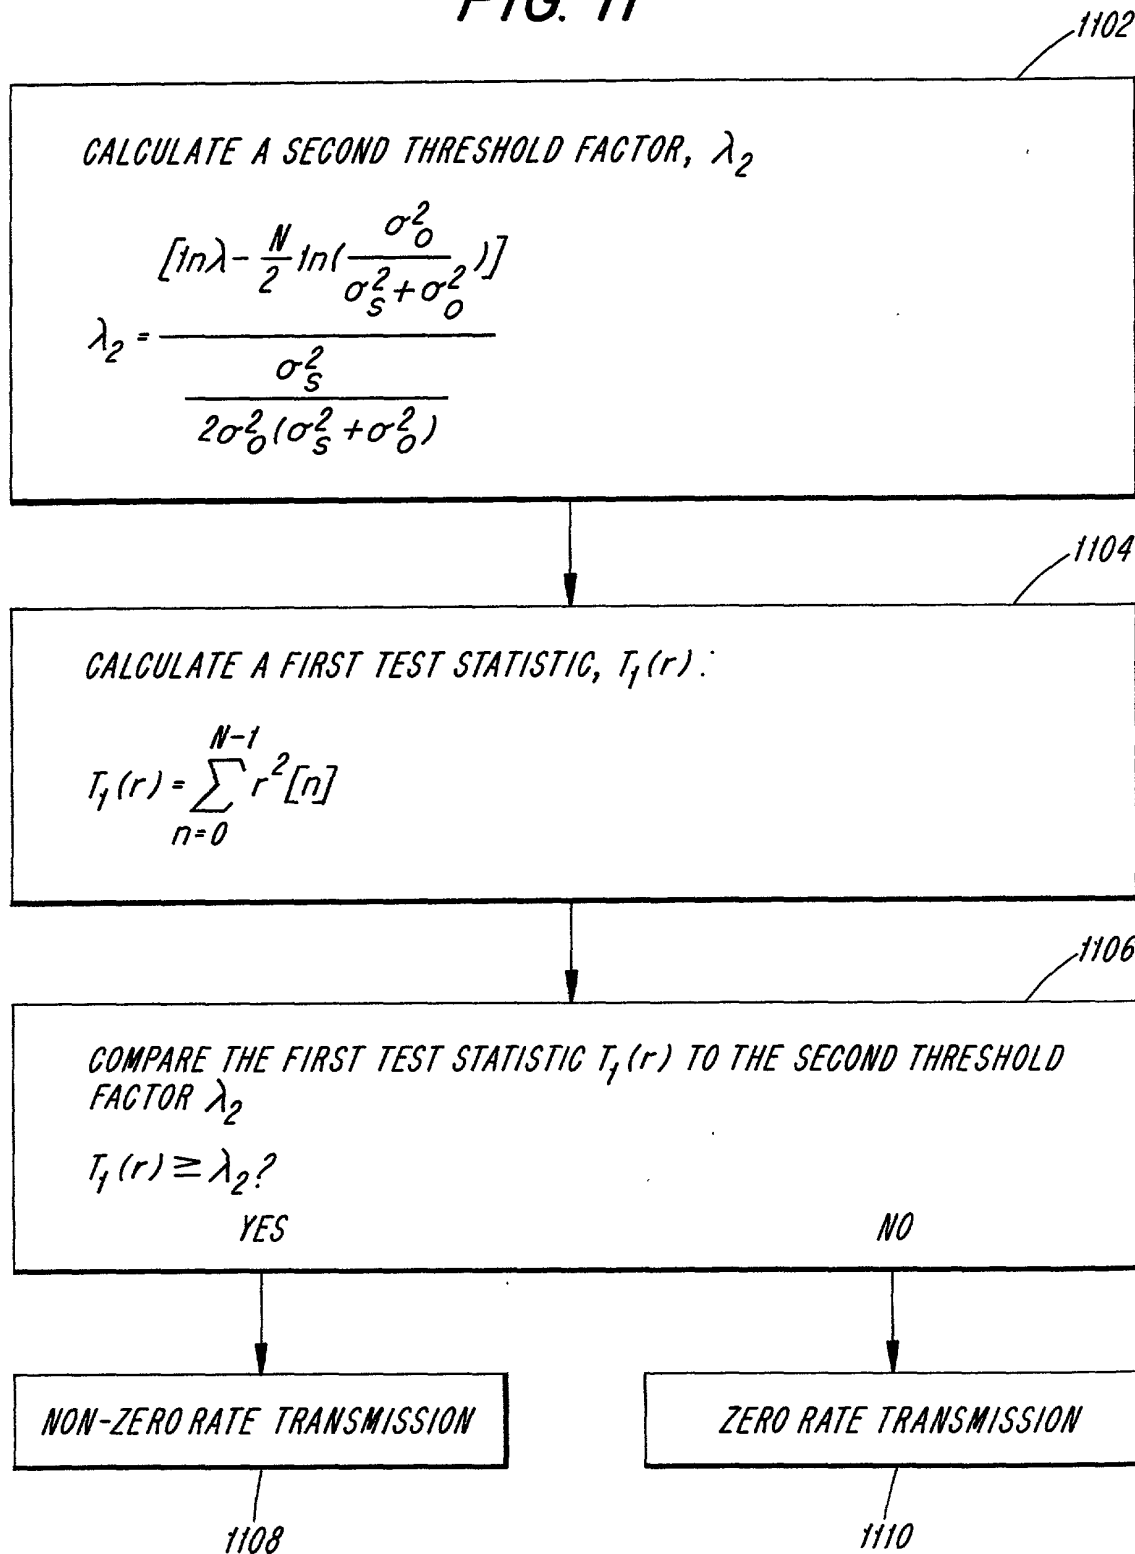 FIG. 11
1102
CALCULATE A SECOND THRESHOLD FACTOR, λ₂
λ₂ = [lnλ - N/2 ln(σ₀²/(σₛ² + σ₀²))] / (σₛ²/(2σ₀²(σₛ² + σ₀²)))
1104
CALCULATE A FIRST TEST STATISTIC, T₁(r):
T₁(r) = ∑ₙ₌₀ᴺ⁻¹ r²[n]
1106
COMPARE THE FIRST TEST STATISTIC T₁(r) TO THE SECOND THRESHOLD
FACTOR λ₂
T₁(r) ≥ λ₂?
YES
NO
NON-ZERO RATE TRANSMISSION
ZERO RATE TRANSMISSION
1108
1110